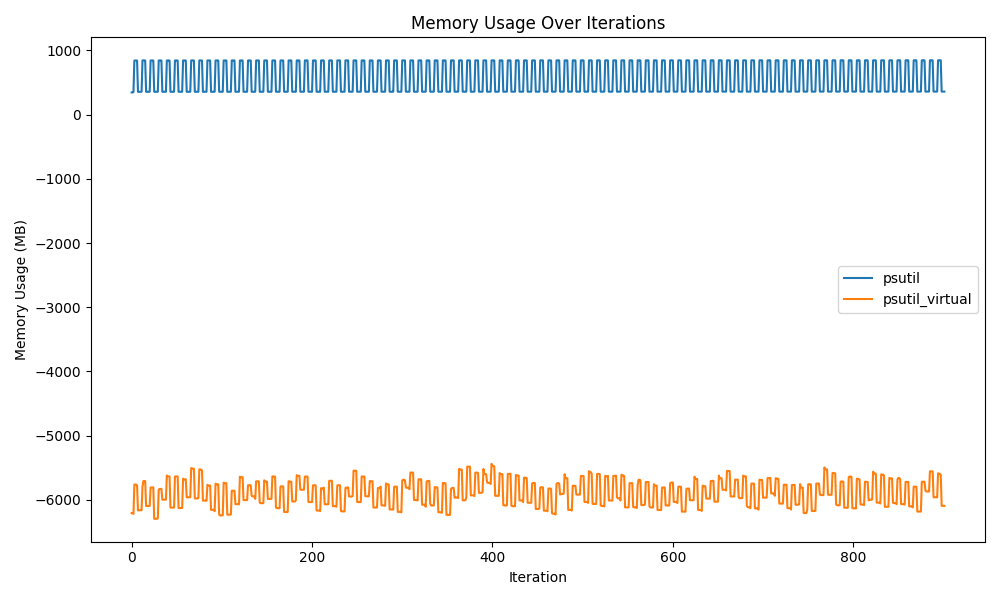 Memory Usage Over Iterations
1000
0
−1000
−2000
−3000
−4000
−5000
−6000
Memory Usage (MB)
psutil
psutil_virtual
0
200
400
600
800
Iteration